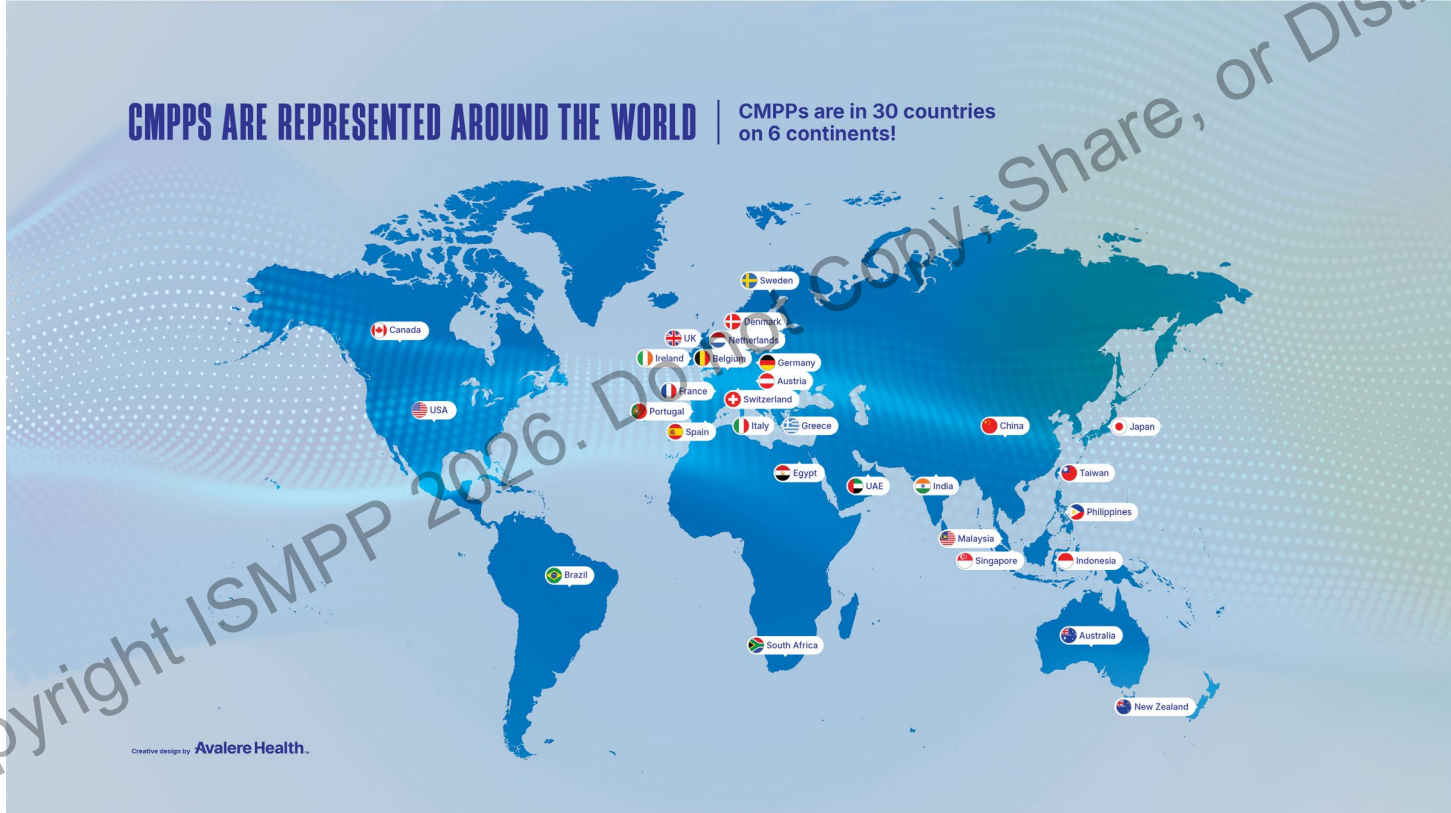 CMPPS ARE REPRESENTED AROUND THE WORLD
CMPPs are in 30 countries
on 6 continents!
Sweden
Denmark
Canada
UK
Netherlands
Ireland
Belgium
Germany
Austria
France
Switzerland
USA
Portugal
Spain
Italy
Greece
China
Japan
Egypt
UAE
India
Taiwan
Philippines
Malaysia
Singapore
Indonesia
Brazil
Australia
South Africa
New Zealand
Creative design by Avalere Health™
pyright ISMPP 2026. Do not Copy, Share, or Dist